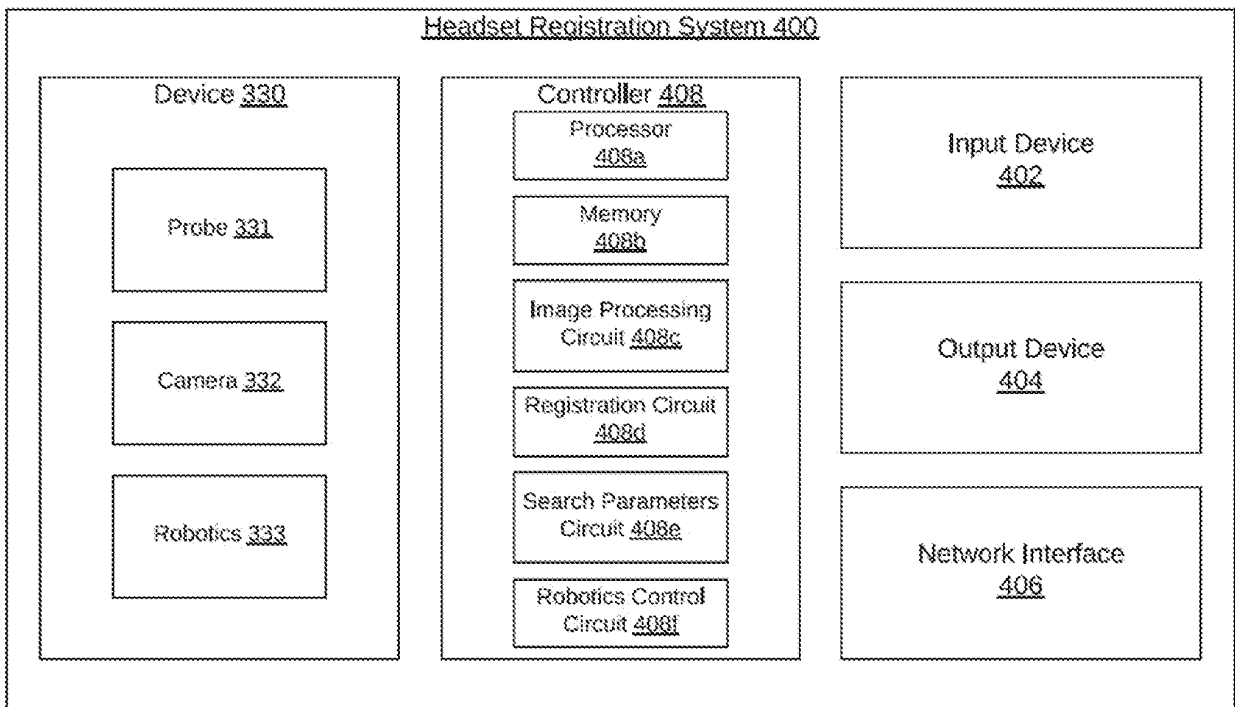 Headset Registration System 400
Device 330
Probe 331
Camera 332
Robotics 333
Controller 408
Processor
408a
Memory
408b
Image Processing
Circuit 408c
Registration Circuit
408d
Search Parameters
Circuit 408e
Robotics Control
Circuit 408f
Input Device
402
Output Device
404
Network Interface
406